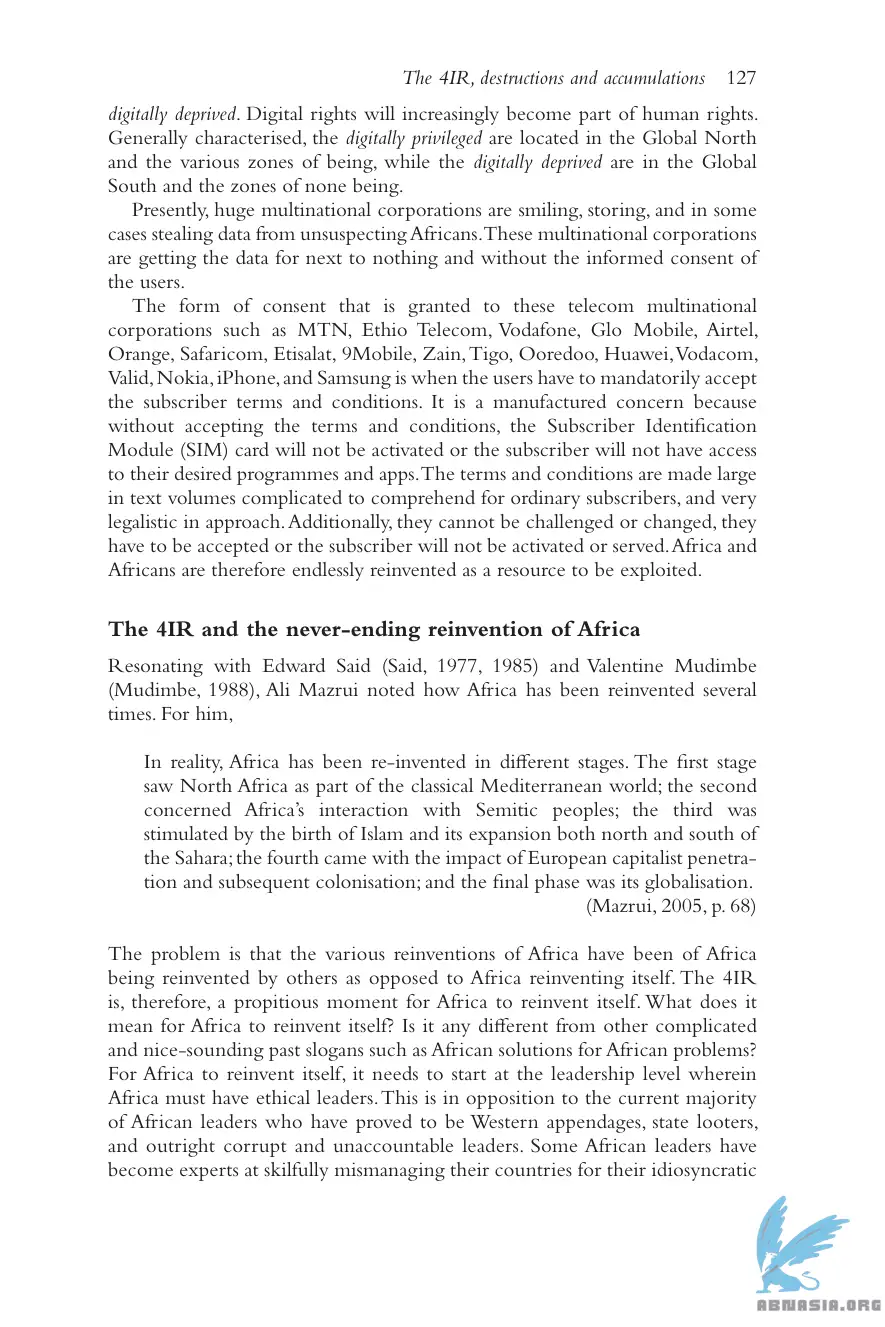 The 4IR, destructions and accumulations 127
digitally deprived. Digital rights will increasingly become part of human rights.
Generally characterised, the digitally privileged are located in the Global North
and the various zones of being, while the digitally deprived are in the Global
South and the zones of none being.
Presently, huge multinational corporations are smiling, storing, and in some
cases stealing data from unsuspecting Africans.These multinational corporations
are getting the data for next to nothing and without the informed consent of
the users.
The form of consent that is granted to these telecom multinational
corporations such as MTN, Ethio Telecom, Vodafone, Glo Mobile, Airtel,
Orange, Safaricom, Etisalat, 9Mobile, Zain, Tigo, Ooredoo, Huawei,Vodacom,
Valid, Nokia, iPhone, and Samsung is when the users have to mandatorily accept
the subscriber terms and conditions. It is a manufactured concern because
without accepting the terms and conditions, the Subscriber Identification
Module (SIM) card will not be activated or the subscriber will not have access
to their desired programmes and apps.The terms and conditions are made large
in text volumes complicated to comprehend for ordinary subscribers, and very
legalistic in approach. Additionally, they cannot be challenged or changed, they
have to be accepted or the subscriber will not be activated or served. Africa and
Africans are therefore endlessly reinvented as a resource to be exploited.
The 4IR and the never-ending reinvention of Africa
Resonating with Edward Said (Said, 1977, 1985) and Valentine Mudimbe
(Mudimbe, 1988), Ali Mazrui noted how Africa has been reinvented several
times. For him,
In reality, Africa has been re-invented in different stages. The first stage
saw North Africa as part of the classical Mediterranean world; the second
concerned Africa's interaction with Semitic peoples; the third was
stimulated by the birth of Islam and its expansion both north and south of
the Sahara; the fourth came with the impact of European capitalist penetra-
tion and subsequent colonisation; and the final phase was its globalisation.
(Mazrui, 2005, p. 68)
The problem is that the various reinventions of Africa have been of Africa
being reinvented by others as opposed to Africa reinventing itself. The 4IR
is, therefore, a propitious moment for Africa to reinvent itself. What does it
mean for Africa to reinvent itself? Is it any different from other complicated
and nice-sounding past slogans such as African solutions for African problems?
For Africa to reinvent itself, it needs to start at the leadership level wherein
Africa must have ethical leaders. This is in opposition to the current majority
of African leaders who have proved to be Western appendages, state looters,
and outright corrupt and unaccountable leaders. Some African leaders have
become experts at skilfully mismanaging their countries for their idiosyncratic
ABNASIA.ORG